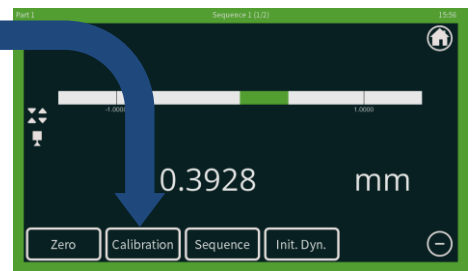 Part 1 Sequence 1 (1/2) 15:56
-1.0000 1.0000
0.3928 mm
Zero Calibration Sequence Init. Dyn.